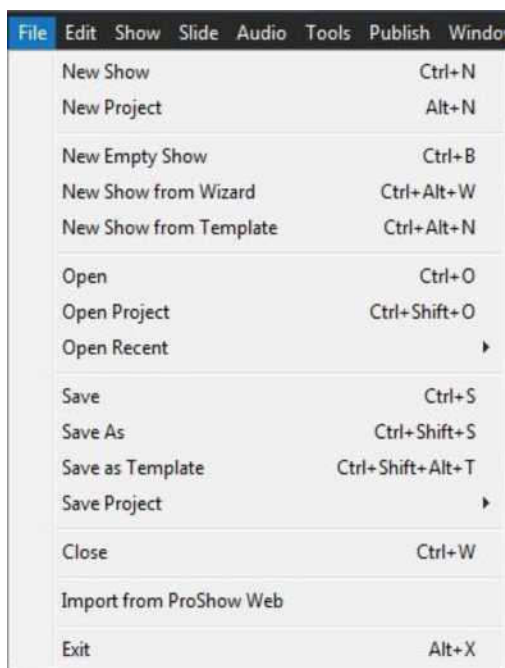 File Edit Show Slide Audio Tools Publish Windo
New Show Ctrl+N
New Project Alt+N
New Empty Show Ctrl+B
New Show from Wizard Ctrl+Alt+W
New Show from Template Ctrl+Alt+N
Open Ctrl+O
Open Project Ctrl+Shift+O
Open Recent
Save Ctrl+S
Save As Ctrl+Shift+S
Save as Template Ctrl+Shift+Alt+T
Save Project
Close Ctrl+W
Import from ProShow Web
Exit Alt+X